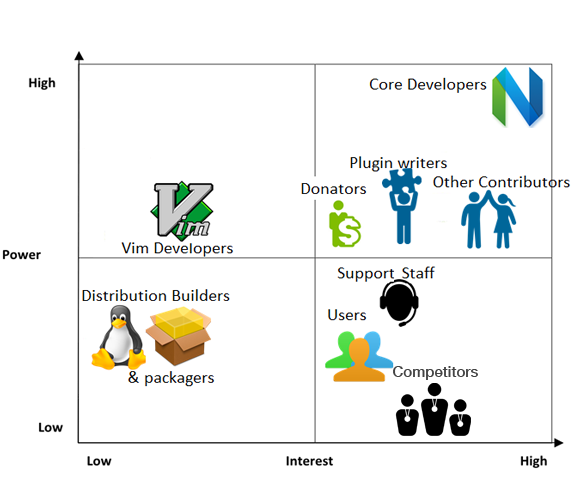 High
Core Developers
Plugin writers
Donators
Other Contributors
Vim
Vim Developers
Power
Support Staff
Distribution Builders
Users
& packagers
Competitors
Low
Low
Interest
High